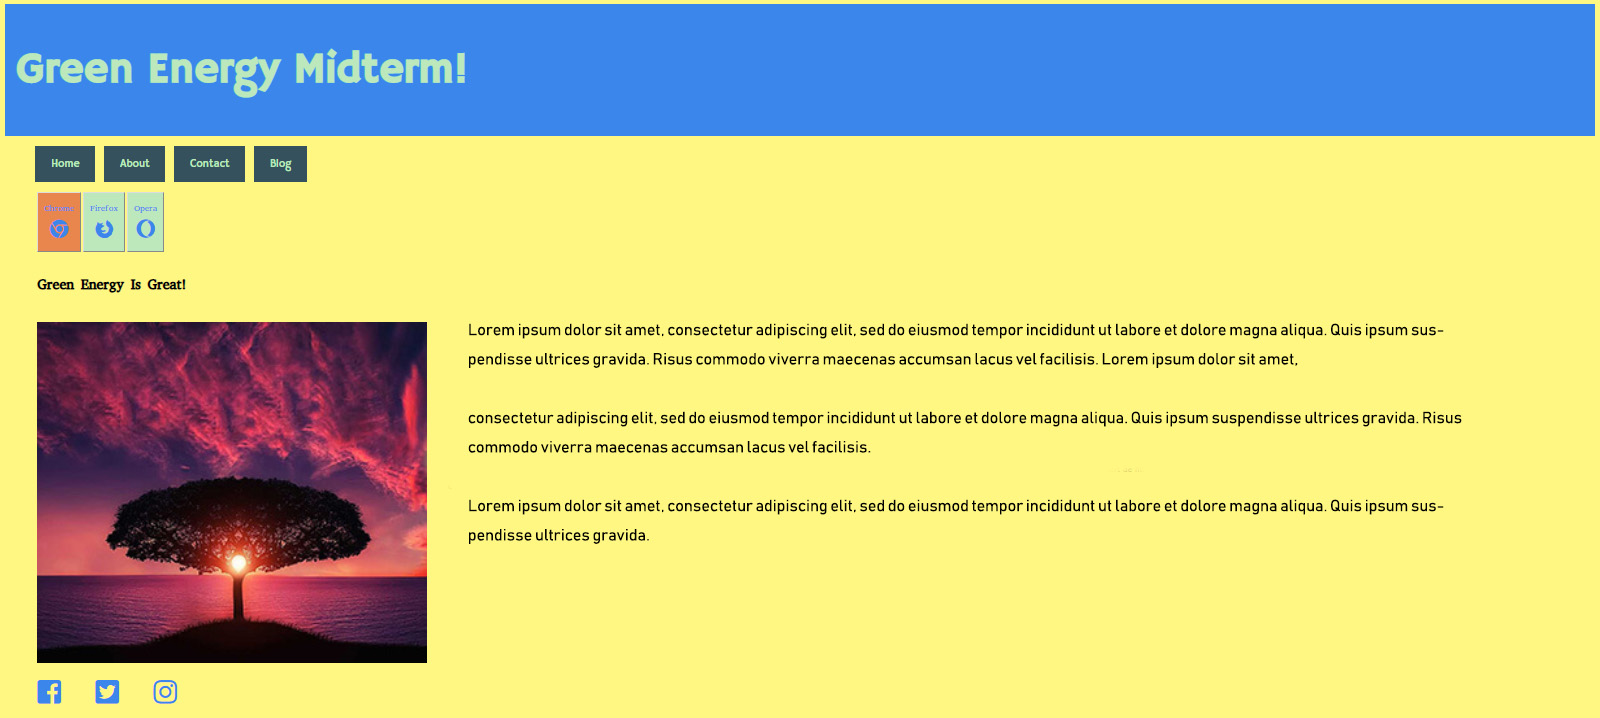 Green Energy Midterm!
Home About Contact Blog
Chrome Firefox Opera
Green Energy Is Great!
Lorem ipsum dolor sit amet, consectetur adipiscing elit, sed do eiusmod tempor incididunt ut labore et dolore magna aliqua. Quis ipsum sus-
pendisse ultrices gravida. Risus commodo viverra maecenas accumsan lacus vel facilisis. Lorem ipsum dolor sit amet,
consectetur adipiscing elit, sed do eiusmod tempor incididunt ut labore et dolore magna aliqua. Quis ipsum suspendisse ultrices gravida. Risus
commodo viverra maecenas accumsan lacus vel facilisis.
Lorem ipsum dolor sit amet, consectetur adipiscing elit, sed do eiusmod tempor incididunt ut labore et dolore magna aliqua. Quis ipsum sus-
pendisse ultrices gravida.